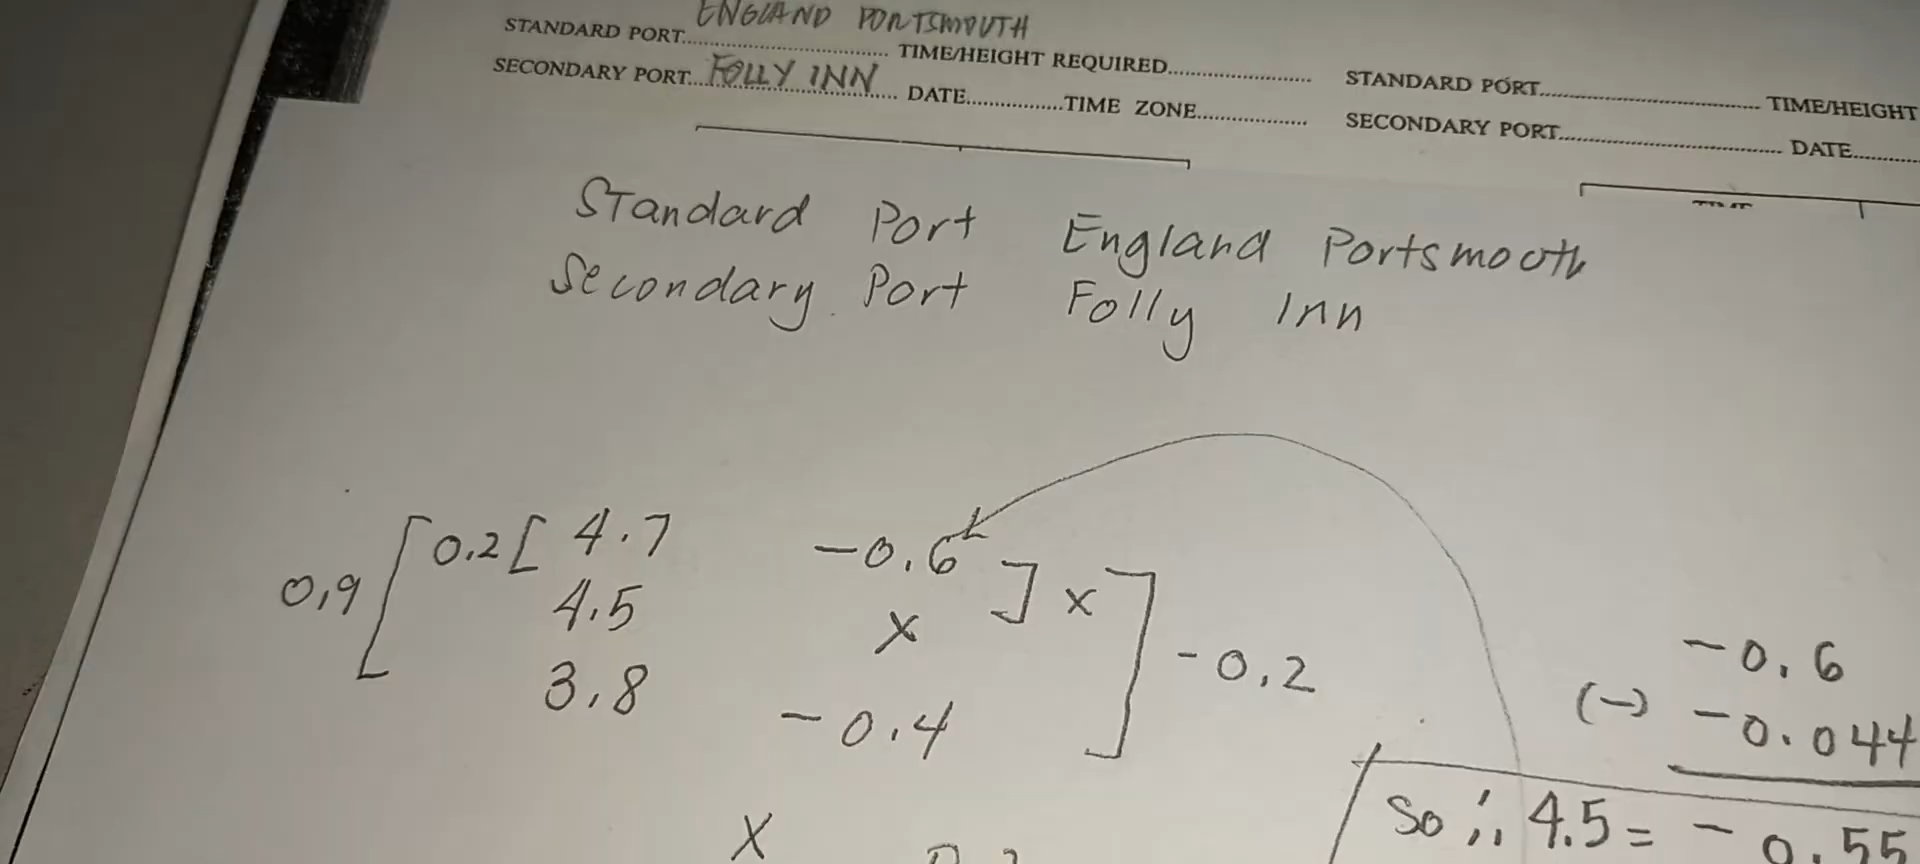 ENGLAND PORTSMOUTH
STANDARD PORT.................... TIME/HEIGHT REQUIRED....................
SECONDARY PORT...FOLLY INN.... DATE................TIME ZONE....................
STANDARD PORT.................... TIME/HEIGHT
SECONDARY PORT.................... DATE..........
TIME
Standard Port England Portsmouth
Secondary Port Folly Inn
0,9 [ 0.2 [ 4.7 -0.6 ] x ] -0.2
4.5 x
3.8 -0.4
x
-0.6
(-) -0.044
So ∴ 4.5 = -0.55